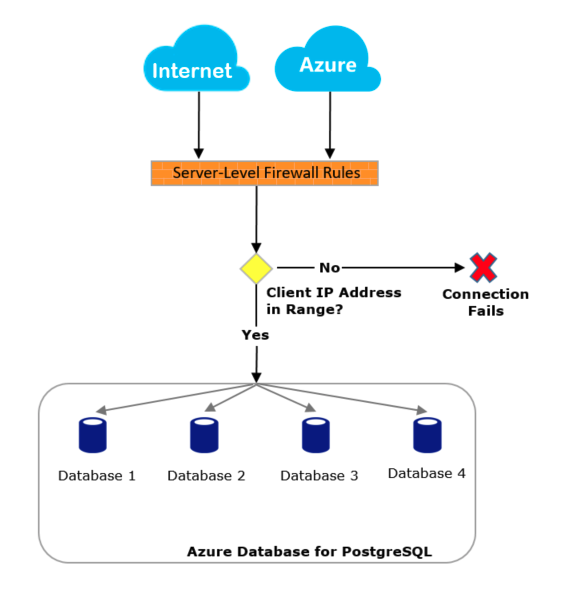 Internet
Azure
Server-Level Firewall Rules
No
Client IP Address
in Range?
Connection
Fails
Yes
Database 1
Database 2
Database 3
Database 4
Azure Database for PostgreSQL